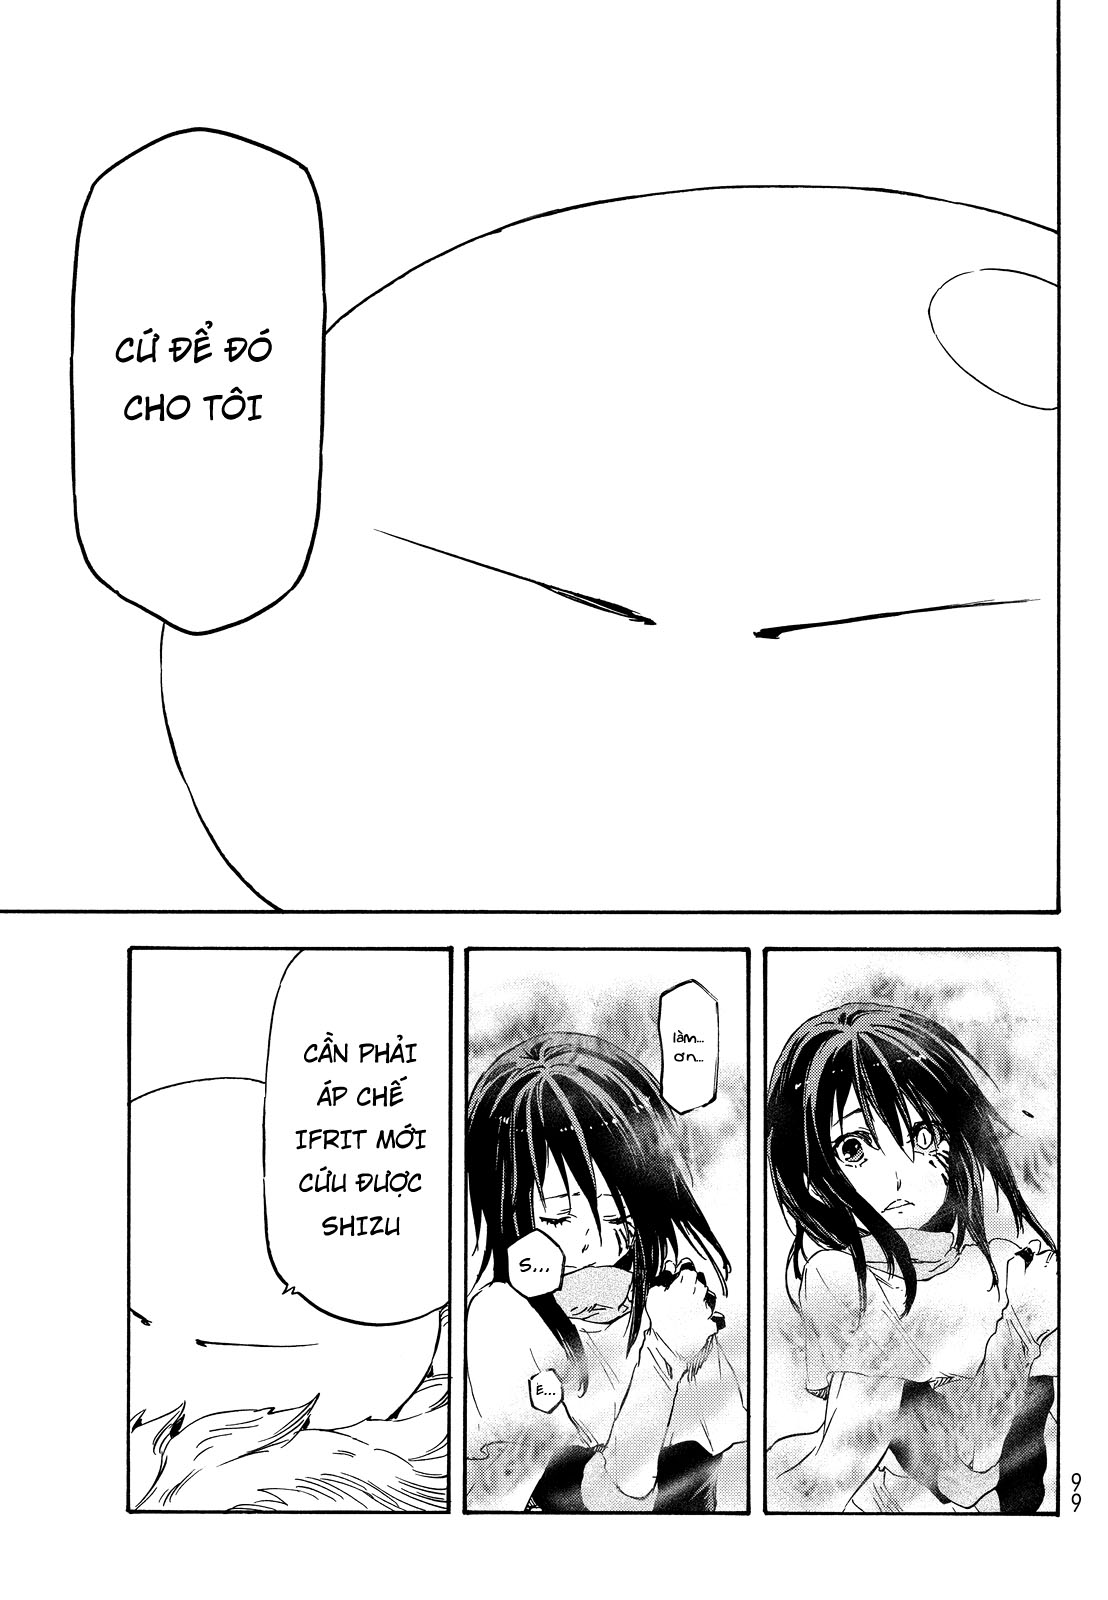 CỨ ĐỂ ĐÓ
CHO TÔI
làm...
ơn...
S...
E...
CẦN PHẢI
ÁP CHẾ
IFRIT MỚI
CỨU ĐƯỢC
SHIZU
99